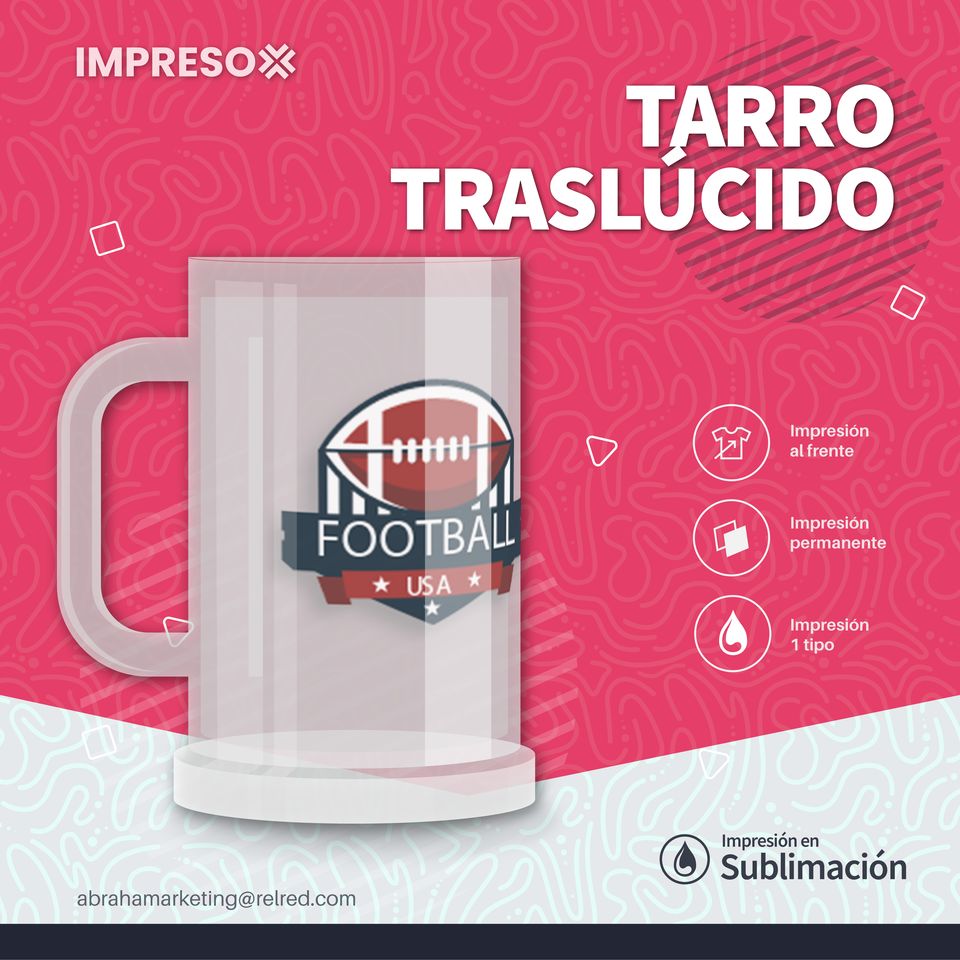 IMPRESOX
TARRO
TRASLÚCIDO
FOOTBALL
USA
Impresión
al frente
Impresión
permanente
Impresión
1 tipo
Impresión en
Sublimación
abrahamarketing@relred.com